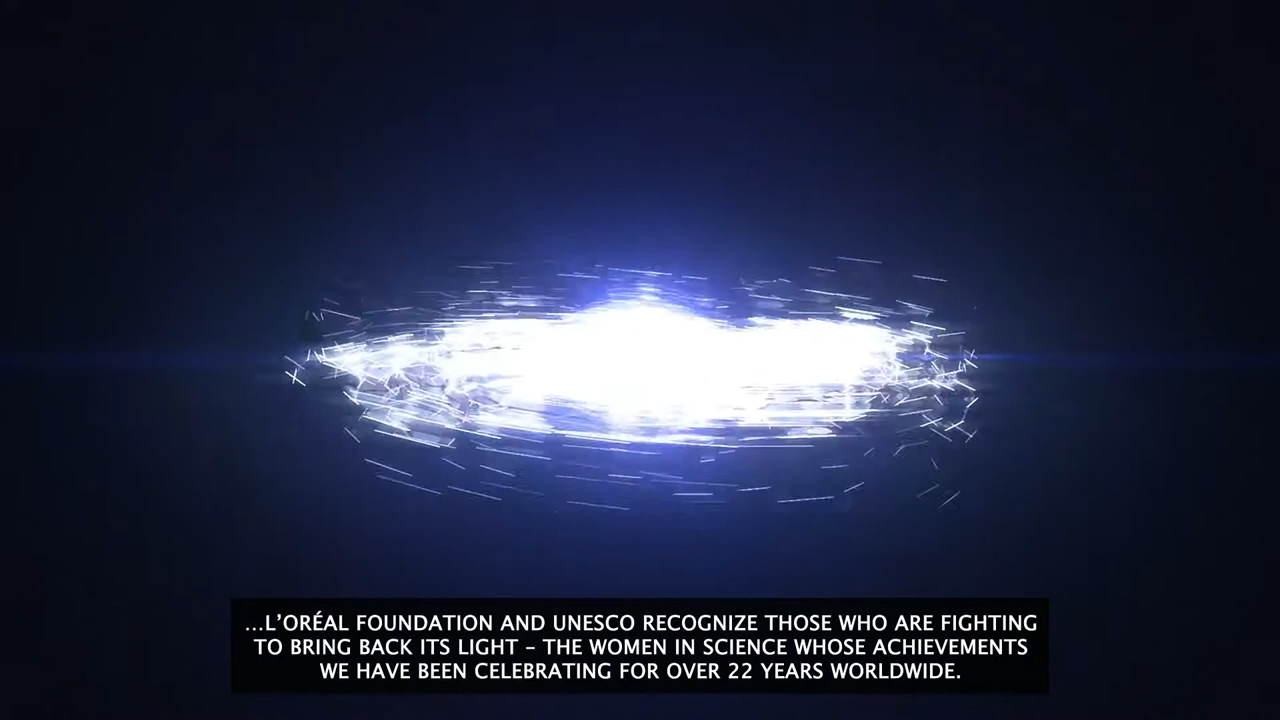 ...L'ORÉAL FOUNDATION AND UNESCO RECOGNIZE THOSE WHO ARE FIGHTING
TO BRING BACK ITS LIGHT – THE WOMEN IN SCIENCE WHOSE ACHIEVEMENTS
WE HAVE BEEN CELEBRATING FOR OVER 22 YEARS WORLDWIDE.